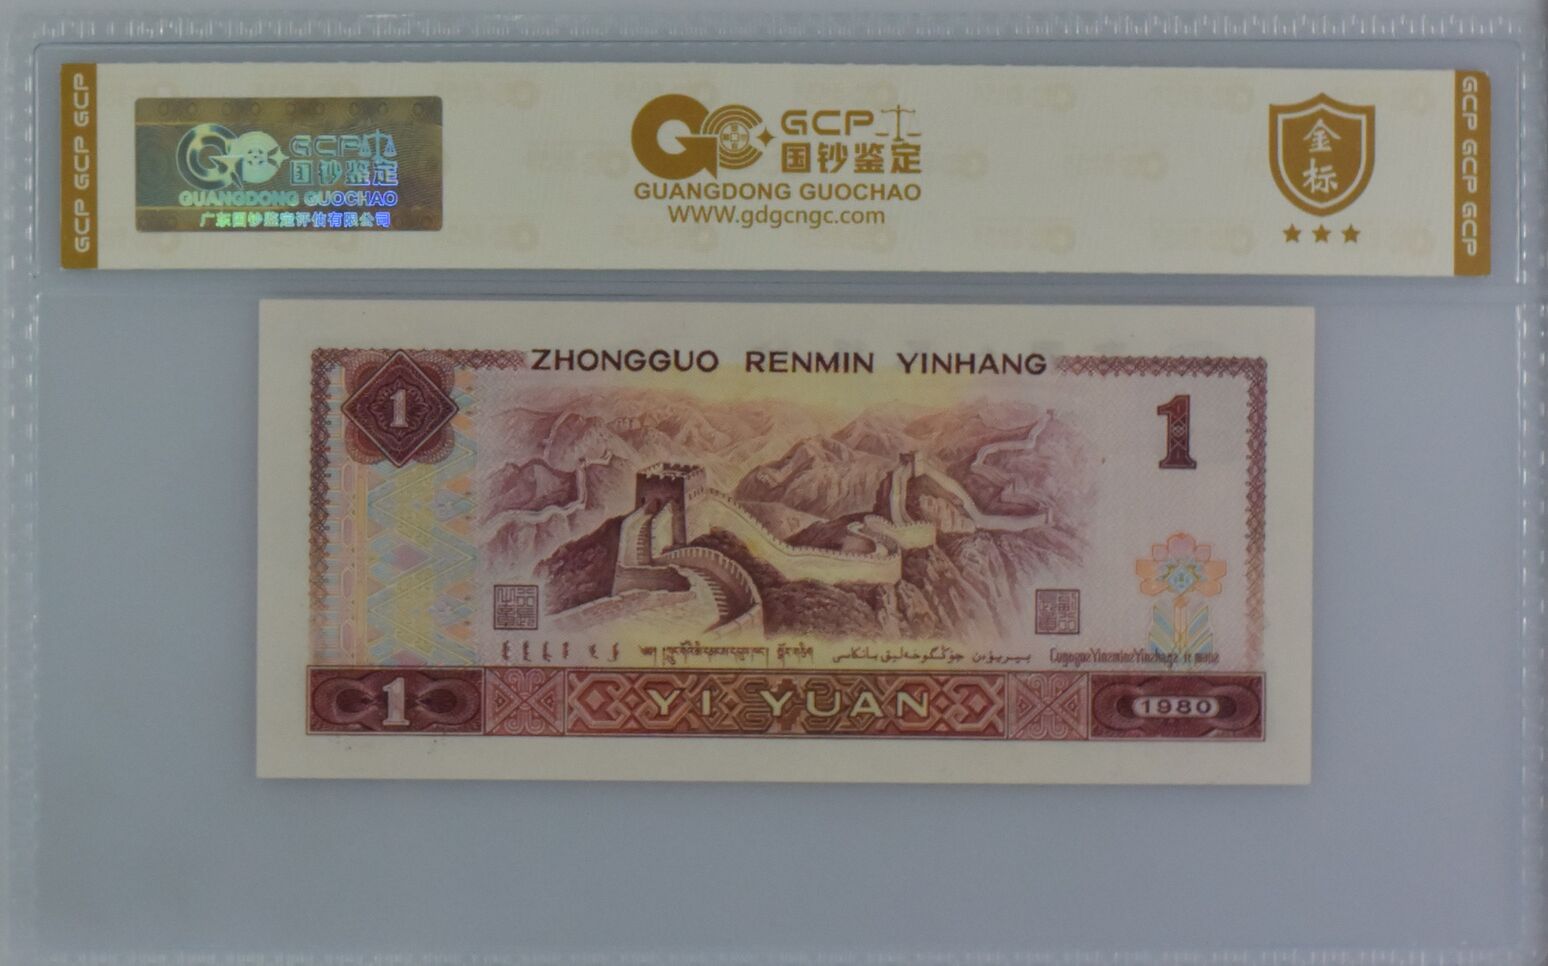 GCP GCP GCP
GCP
国钞鉴定
GUANGDONG GUOCHAO
广东国钞鉴定评估有限公司
GCP
国钞鉴定
GUANGDONG GUOCHAO
WWW.gdgcngc.com
金
标
GCP GCP GCP
ZHONGGUO RENMIN YINHANG
1
1
1 YI YUAN 1980